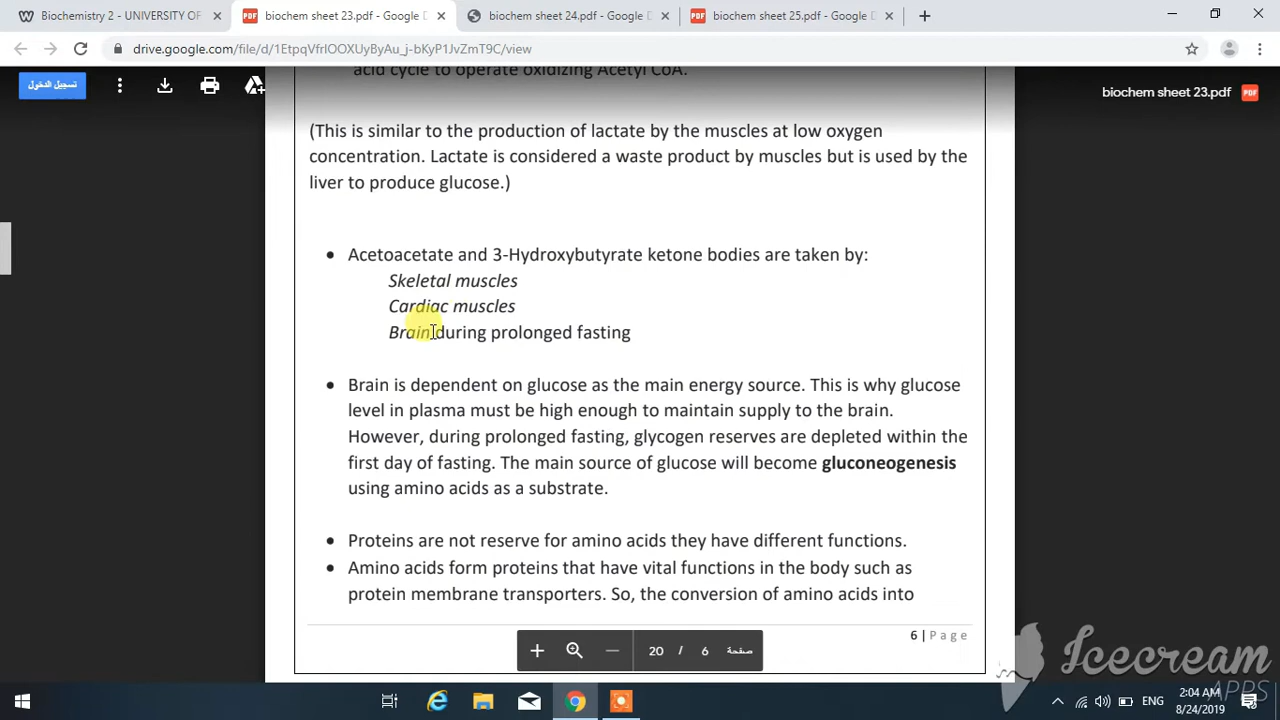 Biochemistry 2 - UNIVERSITY OF
biochem sheet 23.pdf - Google D
biochem sheet 24.pdf - Google D
biochem sheet 25.pdf - Google D
drive.google.com/file/d/1EtpqVfrIOOXUyByAu_j-bKyP1JvZmT9C/view
تسجيل الدخول
biochem sheet 23.pdf
PDF
acid cycle to operate oxidizing Acetyl CoA.
(This is similar to the production of lactate by the muscles at low oxygen
concentration. Lactate is considered a waste product by muscles but is used by the
liver to produce glucose.)
• Acetoacetate and 3-Hydroxybutyrate ketone bodies are taken by:
Skeletal muscles
Cardiac muscles
Brain during prolonged fasting
• Brain is dependent on glucose as the main energy source. This is why glucose
level in plasma must be high enough to maintain supply to the brain.
However, during prolonged fasting, glycogen reserves are depleted within the
first day of fasting. The main source of glucose will become gluconeogenesis
using amino acids as a substrate.
• Proteins are not reserve for amino acids they have different functions.
• Amino acids form proteins that have vital functions in the body such as
protein membrane transporters. So, the conversion of amino acids into
6 | Page
20 / 6 صفحة
Icecream
APPS
ENG
2:04 AM
8/24/2019